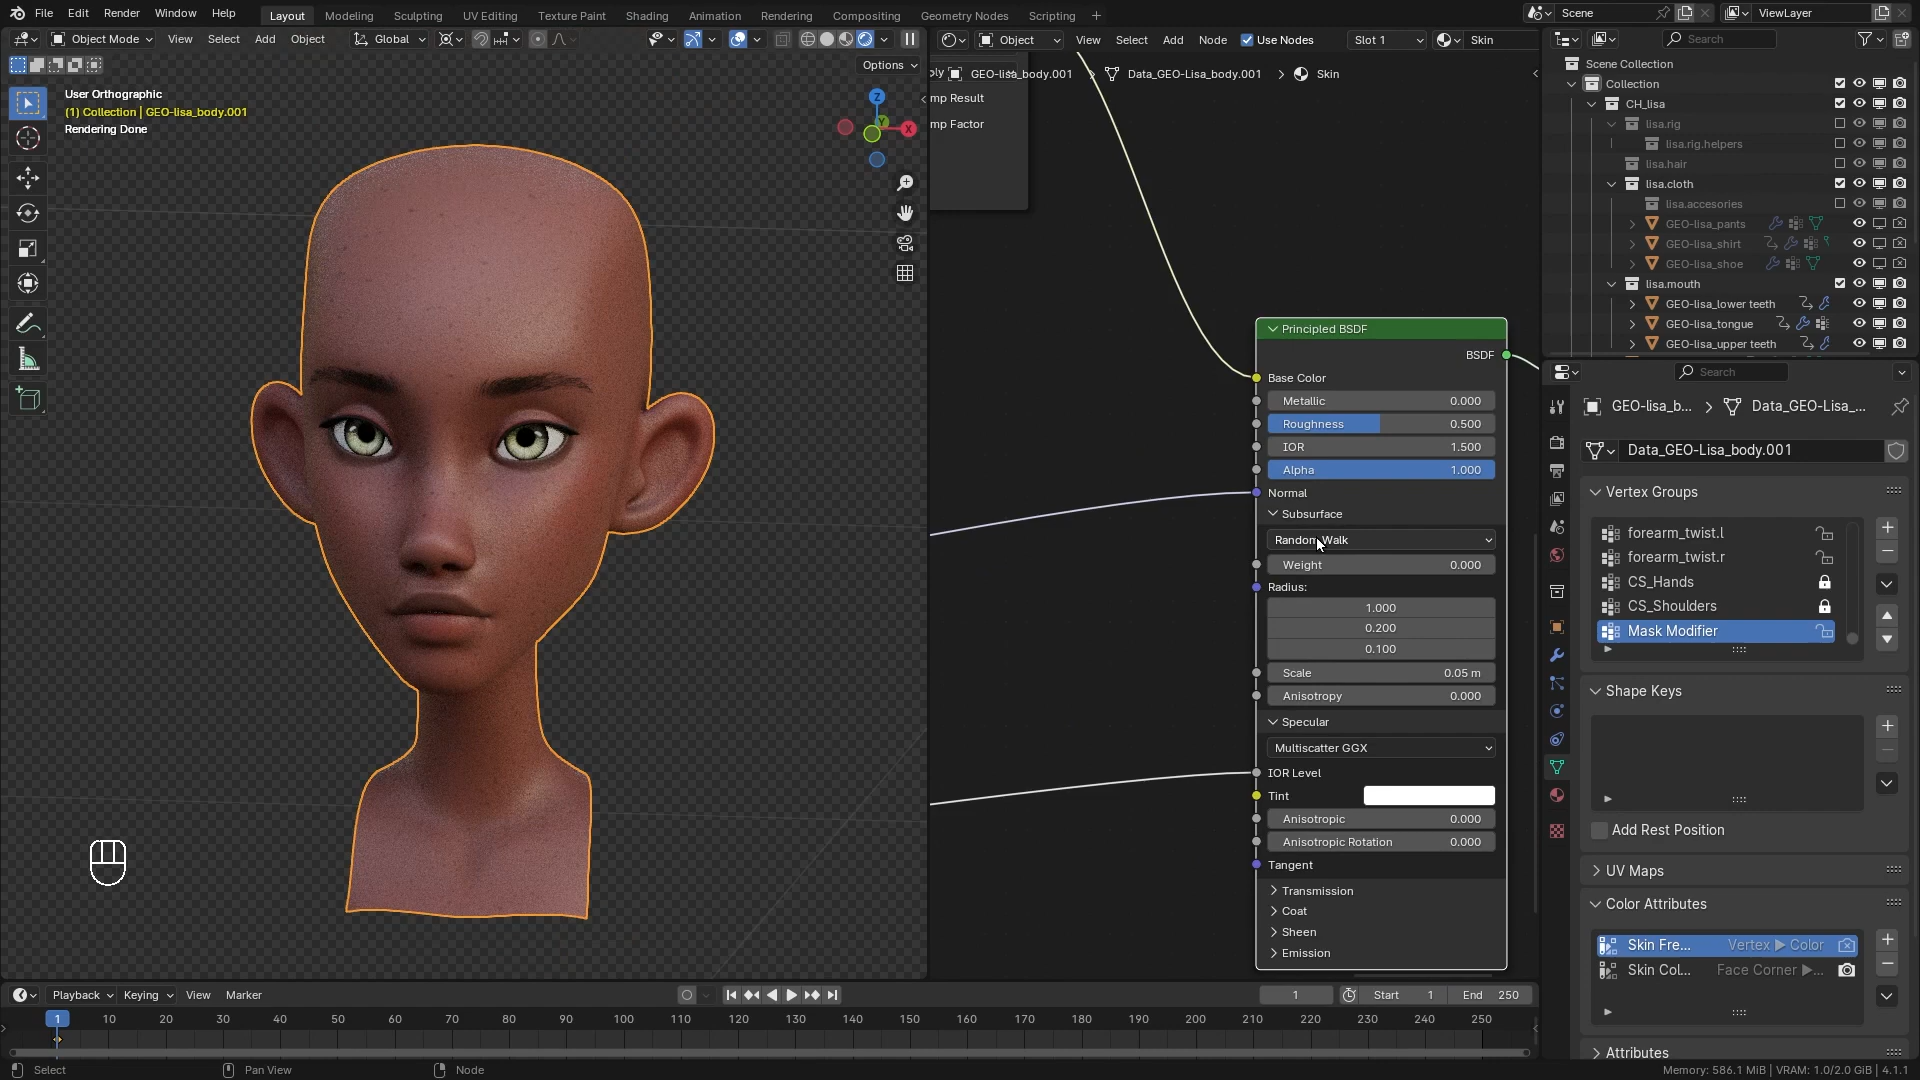 File Edit Render Window Help Layout Modeling Sculpting UV Editing Texture Paint Shading Animation Rendering Compositing Geometry Nodes Scripting + Scene ViewLayer
Object Mode View Select Add Object Global Object View Select Add Node Use Nodes Slot 1 Skin Search
Options
GEO-lisa_body.001 > Data_GEO-Lisa_body.001 > Skin
User Orthographic
(1) Collection | GEO-lisa_body.001
Rendering Done
Z
X
mp Result
mp Factor
Principled BSDF
BSDF
Base Color
Metallic 0.000
Roughness 0.500
IOR 1.500
Alpha 1.000
Normal
Subsurface
Random Walk
Weight 0.000
Radius:
1.000
0.200
0.100
Scale 0.05 m
Anisotropy 0.000
Specular
Multiscatter GGX
IOR Level
Tint
Anisotropic 0.000
Anisotropic Rotation 0.000
Tangent
Transmission
Coat
Sheen
Emission
Scene Collection
Collection
CH_lisa
lisa.rig
lisa.rig.helpers
lisa.hair
lisa.cloth
lisa.accesories
GEO-lisa_pants
GEO-lisa_shirt
GEO-lisa_shoe
lisa.mouth
GEO-lisa_lower teeth
GEO-lisa_tongue
GEO-lisa_upper teeth
Search
GEO-lisa_b... > Data_GEO-Lisa_...
Data_GEO-Lisa_body.001
Vertex Groups
forearm_twist.l
forearm_twist.r
CS_Hands
CS_Shoulders
Mask Modifier
Shape Keys
Add Rest Position
UV Maps
Color Attributes
Skin Fre... Vertex ▶ Color
Skin Col... Face Corner ▶...
Attributes
Playback Keying View Marker 1 Start 1 End 250
1 10 20 30 40 50 60 70 80 90 100 110 120 130 140 150 160 170 180 190 200 210 220 230 240 250
Select Pan View Node Memory: 586.1 MiB | VRAM: 1.0/2.0 GiB | 4.1.1